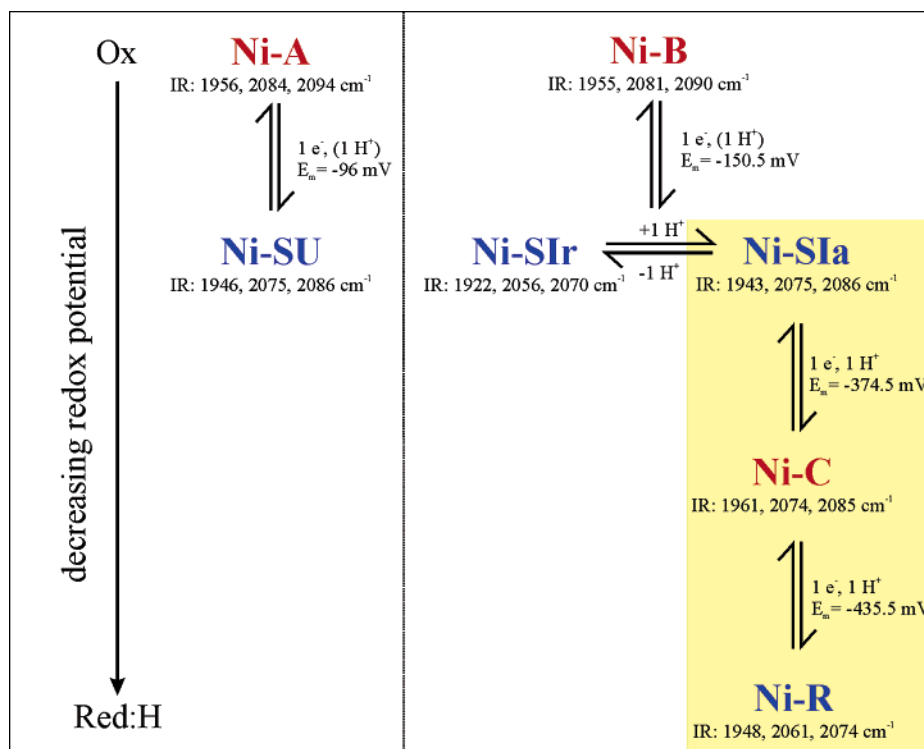 Ox
Ni-A
IR: 1956, 2084, 2094 cm⁻¹
Ni-B
IR: 1955, 2081, 2090 cm⁻¹
1 e⁻, (1 H⁺)
Eₘ= -96 mV
1 e⁻, (1 H⁺)
Eₘ= -150.5 mV
decreasing redox potential
Ni-SU
IR: 1946, 2075, 2086 cm⁻¹
Ni-SIr
IR: 1922, 2056, 2070 cm⁻¹
+1 H⁺
-1 H⁺
Ni-SIa
IR: 1943, 2075, 2086 cm⁻¹
1 e⁻, 1 H⁺
Eₘ= -374.5 mV
Ni-C
IR: 1961, 2074, 2085 cm⁻¹
1 e⁻, 1 H⁺
Eₘ= -435.5 mV
Ni-R
IR: 1948, 2061, 2074 cm⁻¹
Red:H